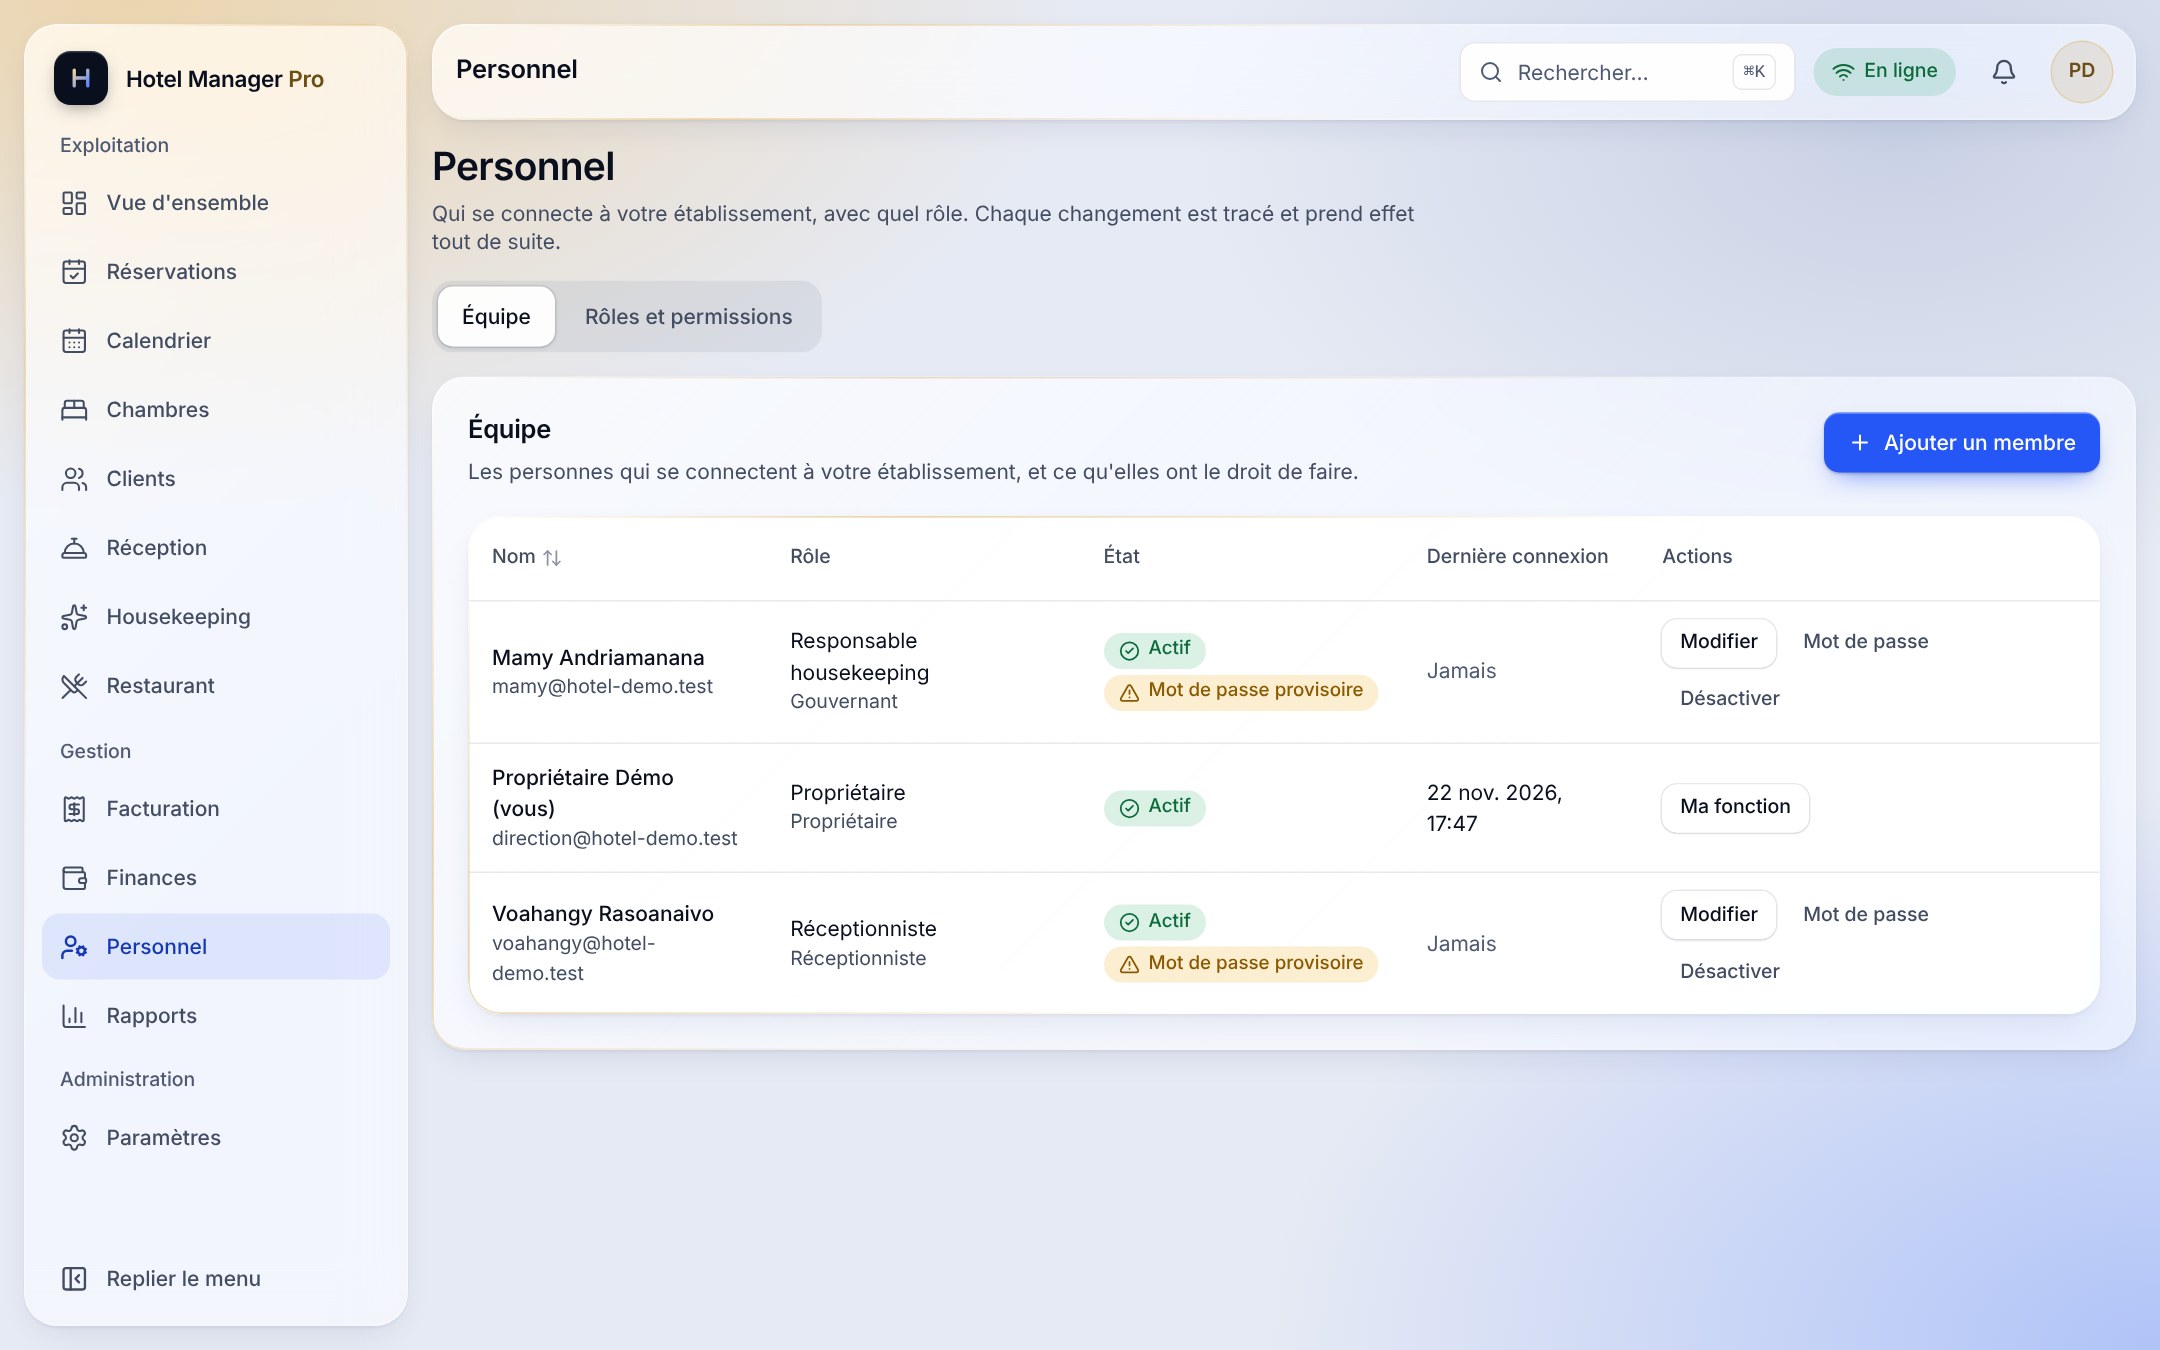 Hotel Manager Pro
Exploitation
Vue d'ensemble
Réservations
Calendrier
Chambres
Clients
Réception
Housekeeping
Restaurant
Gestion
Facturation
Finances
Personnel
Rapports
Administration
Paramètres
Replier le menu
Personnel
Rechercher...
⌘K
En ligne
PD
Personnel
Qui se connecte à votre établissement, avec quel rôle. Chaque changement est tracé et prend effet
tout de suite.
Équipe
Rôles et permissions
Équipe
Les personnes qui se connectent à votre établissement, et ce qu'elles ont le droit de faire.
Ajouter un membre
Nom
Rôle
État
Dernière connexion
Actions
Mamy Andriamanana
mamy@hotel-demo.test
Responsable
housekeeping
Gouvernant
Actif
Mot de passe provisoire
Jamais
Modifier
Mot de passe
Désactiver
Propriétaire Démo
(vous)
direction@hotel-demo.test
Propriétaire
Propriétaire
Actif
22 nov. 2026,
17:47
Ma fonction
Voahangy Rasoanaivo
voahangy@hotel-
demo.test
Réceptionniste
Réceptionniste
Actif
Mot de passe provisoire
Jamais
Modifier
Mot de passe
Désactiver